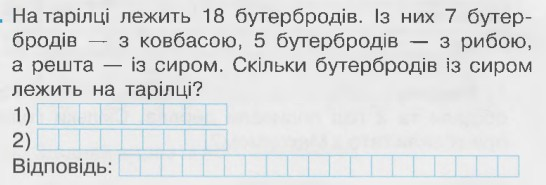 На тарілці лежить 18 бутербродів. Із них 7 бутер-
бродів — з ковбасою, 5 бутербродів — з рибою,
а решта — із сиром. Скільки бутербродів із сиром
лежить на тарілці?
1)
2)
Відповідь: